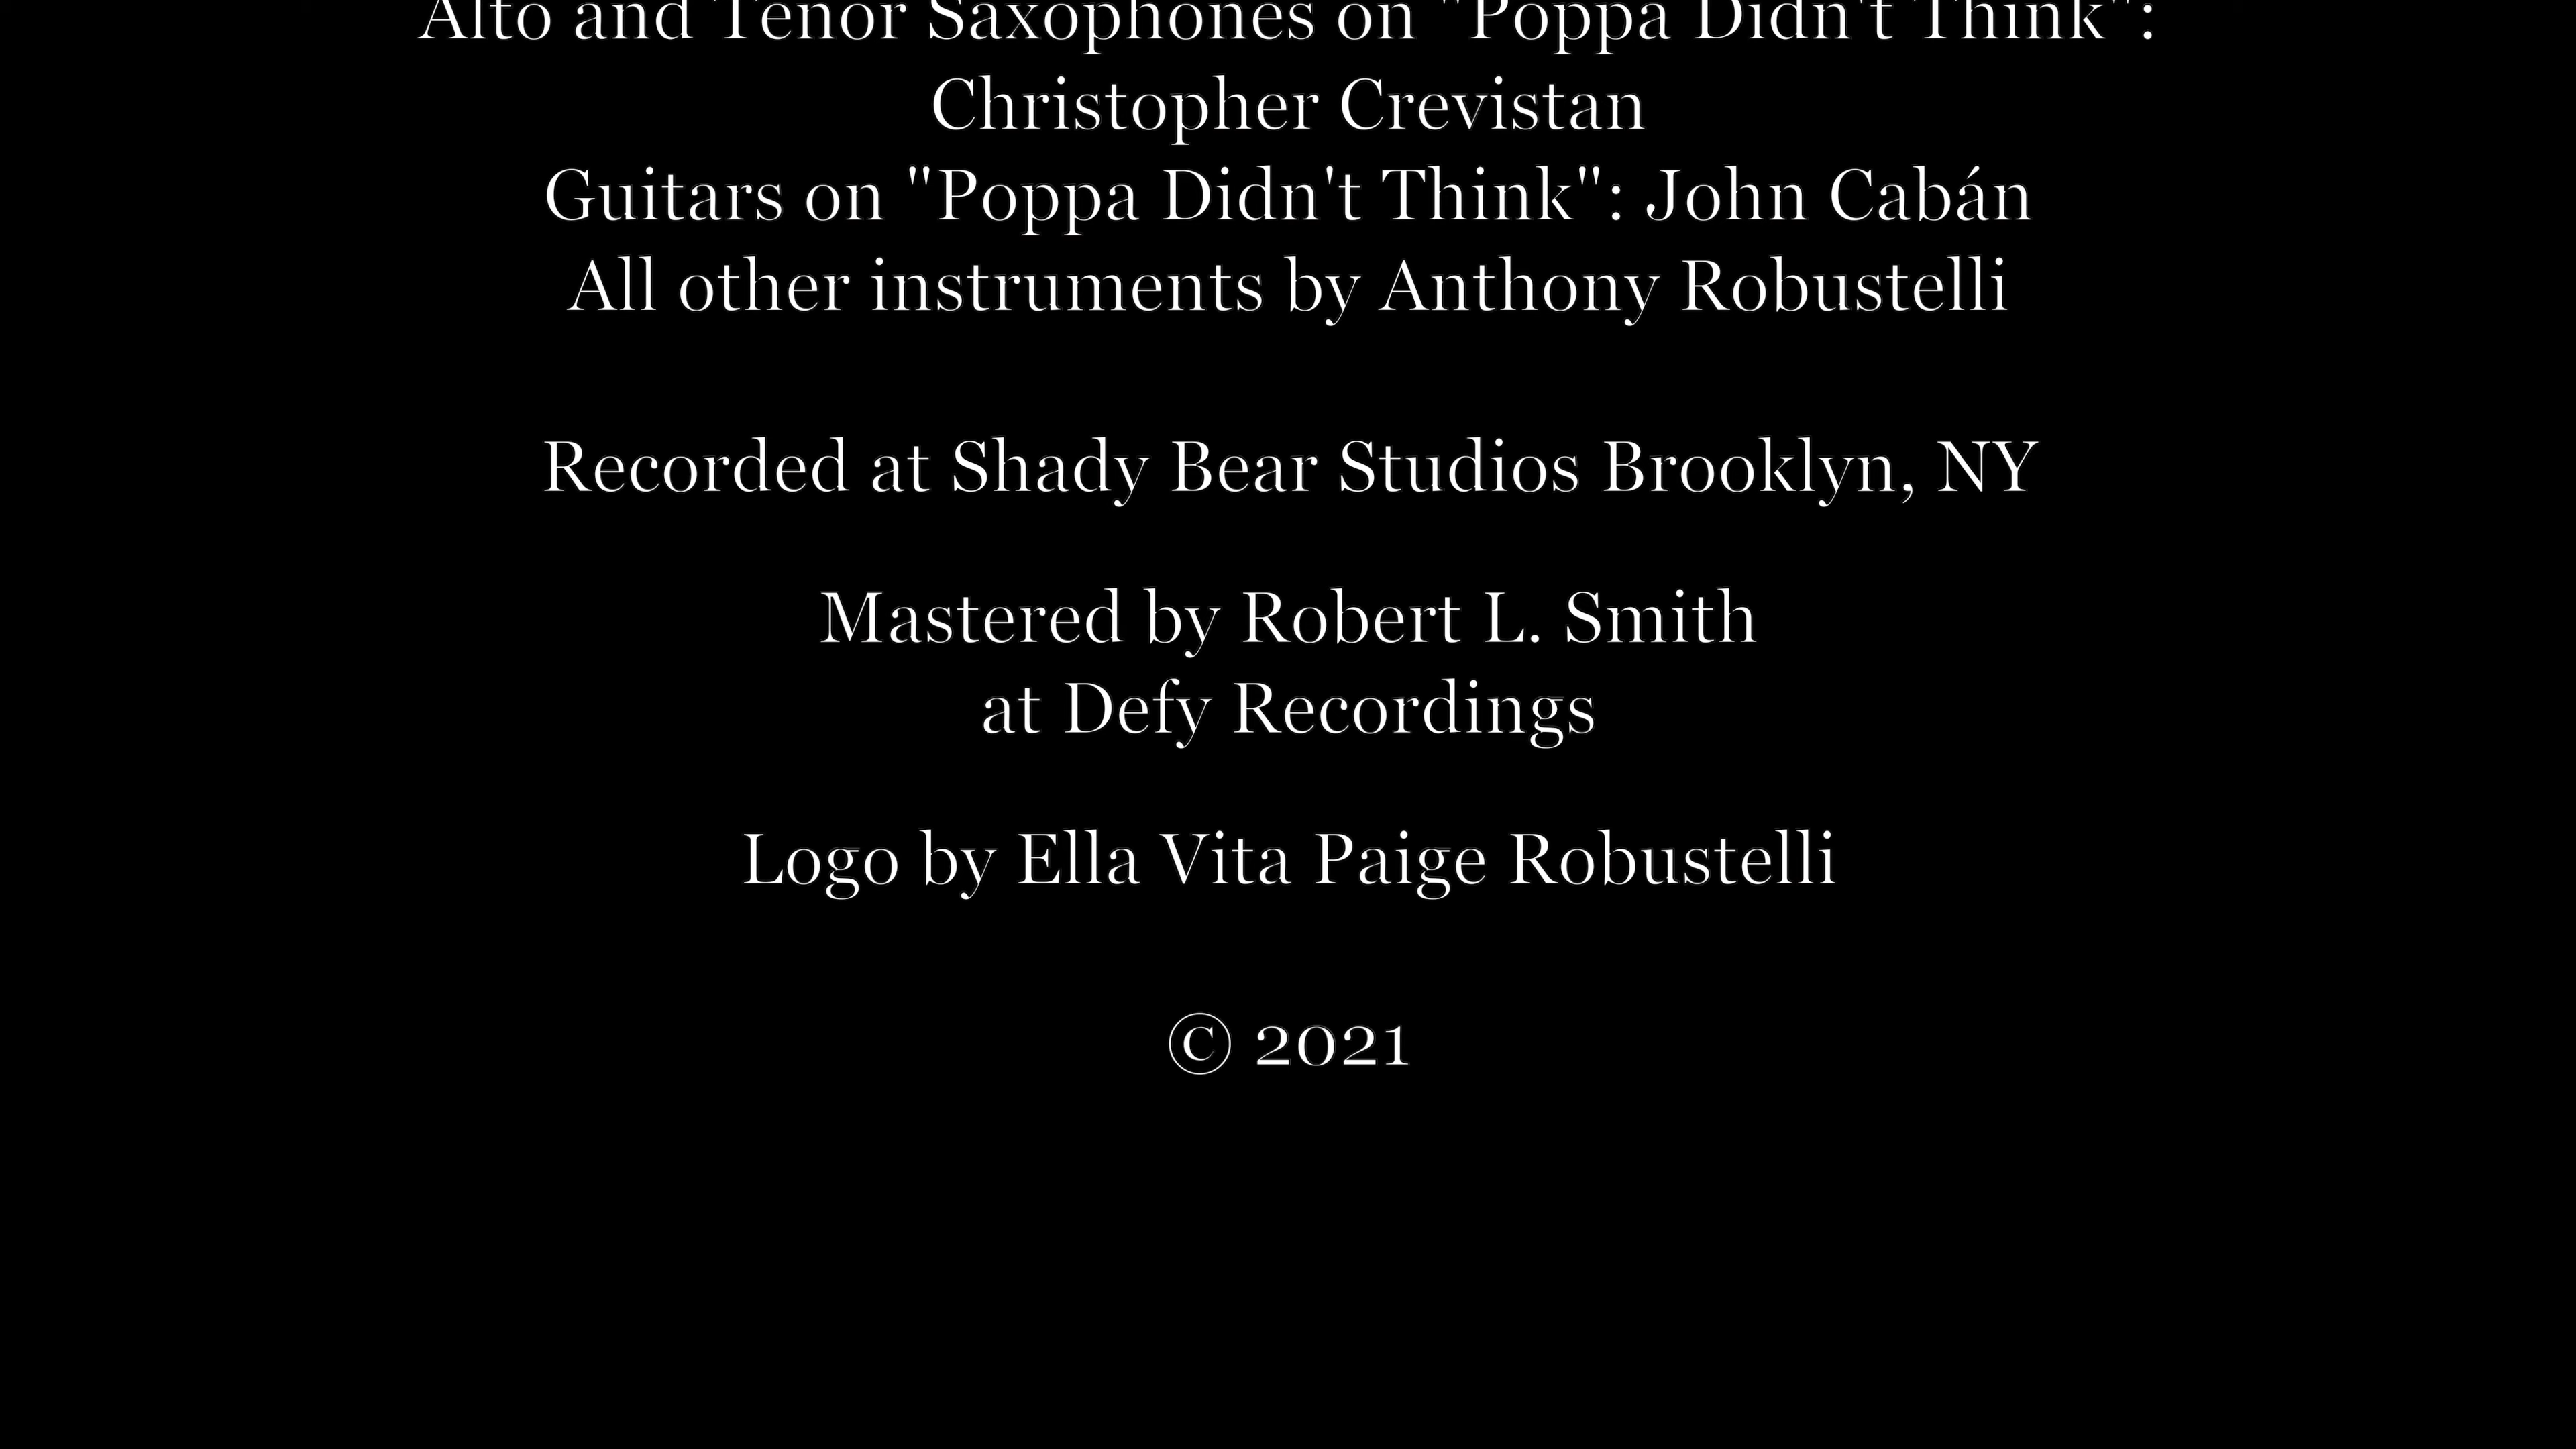 Alto and Tenor Saxophones on "Poppa Didn't Think":
Christopher Crevistan
Guitars on "Poppa Didn't Think": John Cabán
All other instruments by Anthony Robustelli
Recorded at Shady Bear Studios Brooklyn, NY
Mastered by Robert L. Smith
at Defy Recordings
Logo by Ella Vita Paige Robustelli
© 2021